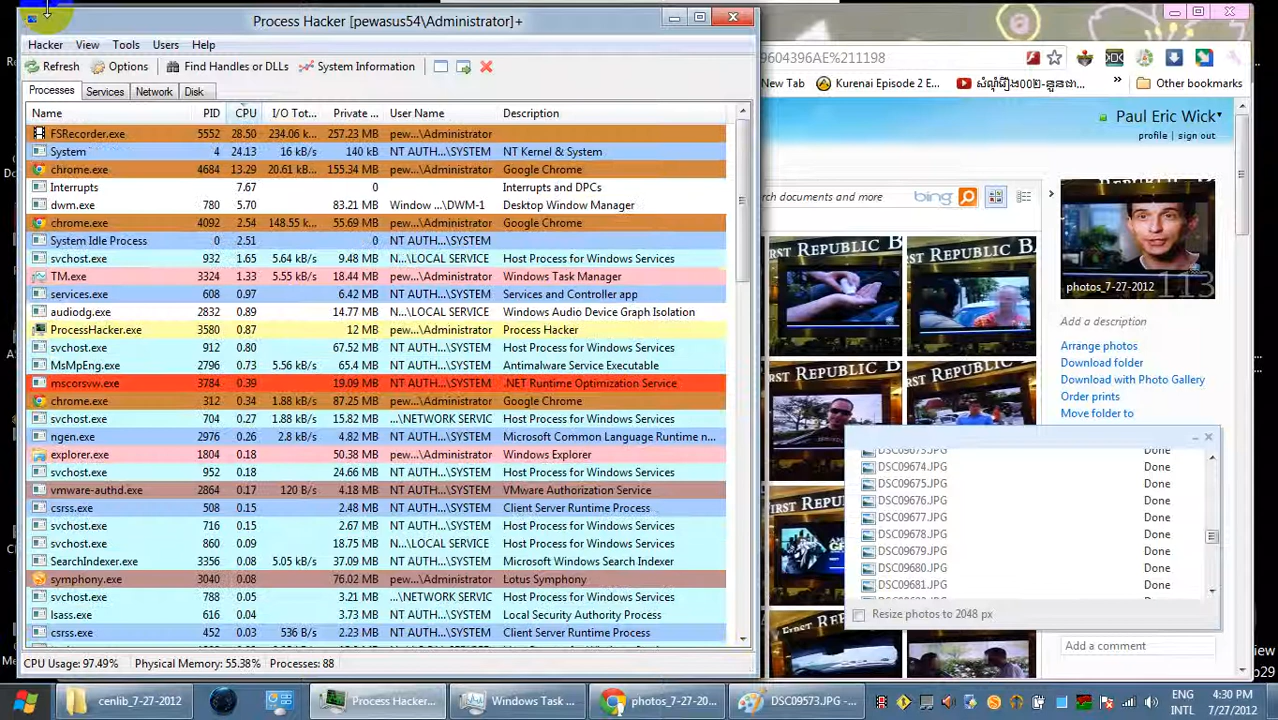 Process Hacker [pewasus54\Administrator]+
Hacker View Tools Users Help
Refresh Options Find Handles or DLLs System Information
Processes Services Network Disk
Name PID CPU I/O Tot... Private ... User Name Description
FSRecorder.exe 5552 28.50 234.06 k... 257.23 MB pew...\Administrator
System 4 24.13 16 kB/s 140 kB NT AUTH...\SYSTEM NT Kernel & System
chrome.exe 4684 13.29 20.61 kB/s 155.34 MB pew...\Administrator Google Chrome
Interrupts 7.67 0 Interrupts and DPCs
dwm.exe 780 5.70 83.21 MB Window ...\DWM-1 Desktop Window Manager
chrome.exe 4092 2.54 148.55 k... 55.69 MB pew...\Administrator Google Chrome
System Idle Process 0 2.51 0 NT AUTH...\SYSTEM
svchost.exe 932 1.65 5.64 kB/s 9.48 MB N...\LOCAL SERVICE Host Process for Windows Services
TM.exe 3324 1.33 5.55 kB/s 18.44 MB pew...\Administrator Windows Task Manager
services.exe 608 0.97 6.42 MB NT AUTH...\SYSTEM Services and Controller app
audiodg.exe 2832 0.89 14.77 MB N...\LOCAL SERVICE Windows Audio Device Graph Isolation
ProcessHacker.exe 3580 0.87 12 MB pew...\Administrator Process Hacker
svchost.exe 912 0.80 67.52 MB NT AUTH...\SYSTEM Host Process for Windows Services
MsMpEng.exe 2796 0.73 5.56 kB/s 65.4 MB NT AUTH...\SYSTEM Antimalware Service Executable
mscorsvw.exe 3784 0.39 19.09 MB NT AUTH...\SYSTEM .NET Runtime Optimization Service
chrome.exe 312 0.34 1.88 kB/s 87.25 MB pew...\Administrator Google Chrome
svchost.exe 704 0.27 1.88 kB/s 15.82 MB ...\NETWORK SERVIC Host Process for Windows Services
ngen.exe 2976 0.26 2.8 kB/s 4.82 MB NT AUTH...\SYSTEM Microsoft Common Language Runtime n...
explorer.exe 1804 0.18 50.38 MB pew...\Administrator Windows Explorer
svchost.exe 952 0.18 24.66 MB NT AUTH...\SYSTEM Host Process for Windows Services
vmware-authd.exe 2864 0.17 120 B/s 4.18 MB NT AUTH...\SYSTEM VMware Authorization Service
csrss.exe 508 0.15 2.48 MB NT AUTH...\SYSTEM Client Server Runtime Process
svchost.exe 716 0.15 2.67 MB NT AUTH...\SYSTEM Host Process for Windows Services
svchost.exe 860 0.09 18.75 MB N...\LOCAL SERVICE Host Process for Windows Services
SearchIndexer.exe 3356 0.08 5.05 kB/s 10.43 MB NT AUTH...\SYSTEM Microsoft Windows Search Indexer
symphony.exe 3040 0.08 76.02 MB pew...\Administrator Lotus Symphony
svchost.exe 788 0.05 3.21 MB NT AUTH...\SYSTEM Host Process for Windows Services
lsass.exe 616 0.04 3.73 MB NT AUTH...\SYSTEM Local Security Authority Process
csrss.exe 452 0.03 536 B/s 2.23 MB NT AUTH...\SYSTEM Client Server Runtime Process
CPU Usage: 97.49% Physical Memory: 55.38% Processes: 88
9604396AE%211198
New Tab Kurenai Episode 2 E... Other bookmarks
Paul Eric Wick
profile | sign out
rch documents and more bing
photos_7-27-2012 113
Add a description
Arrange photos
Download folder
Download with Photo Gallery
Order prints
Move folder to
DSC09673.JPG Done
DSC09674.JPG Done
DSC09675.JPG Done
DSC09676.JPG Done
DSC09677.JPG Done
DSC09678.JPG Done
DSC09679.JPG Done
DSC09680.JPG Done
DSC09681.JPG Done
Resize photos to 2048 px
Add a comment
cenlib_7-27-2012 Process Hacker... Windows Task ... photos_7-27-20... DSC09573.JPG -...
ENG 4:30 PM
INTL 7/27/2012